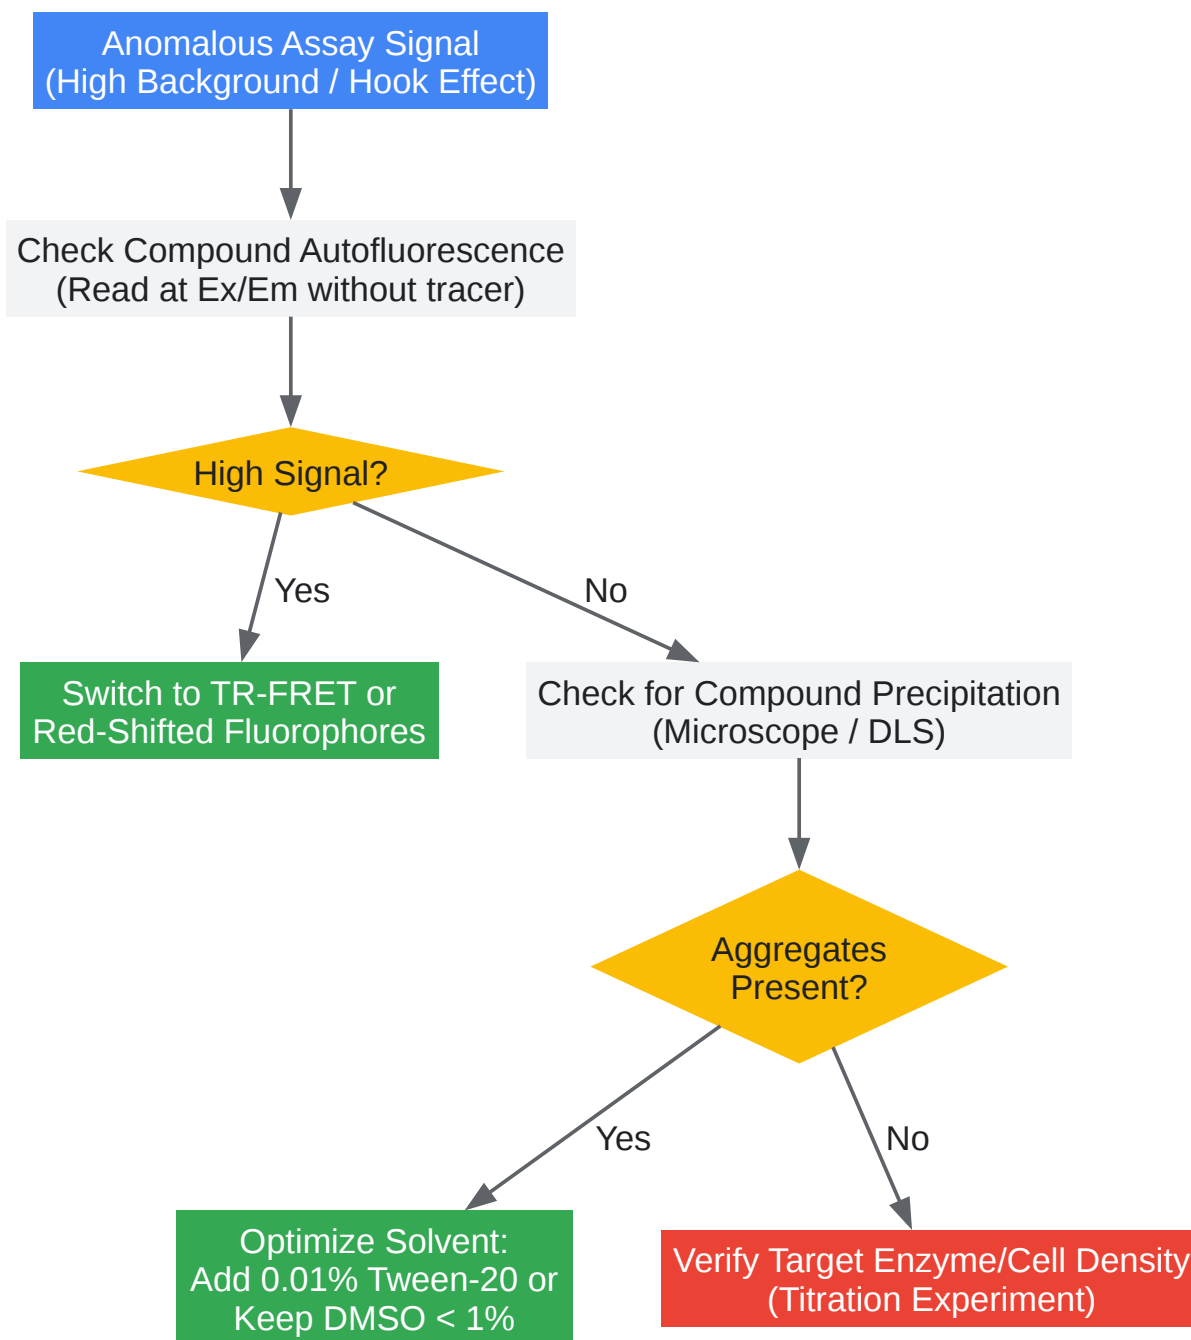 Anomalous Assay Signal
(High Background / Hook Effect)
Check Compound Autofluorescence
(Read at Ex/Em without tracer)
High Signal?
Yes
No
Switch to TR-FRET or
Red-Shifted Fluorophores
Check for Compound Precipitation
(Microscope / DLS)
Aggregates
Present?
Yes
No
Optimize Solvent:
Add 0.01% Tween-20 or
Keep DMSO < 1%
Verify Target Enzyme/Cell Density
(Titration Experiment)